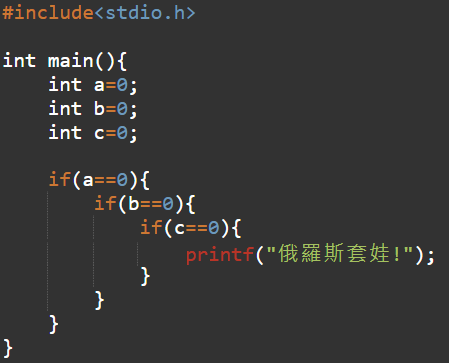 #include<stdio.h>

int main(){
    int a=0;
    int b=0;
    int c=0;

    if(a==0){
        if(b==0){
            if(c==0){
                printf("俄羅斯套娃!");
            }
        }
    }
}